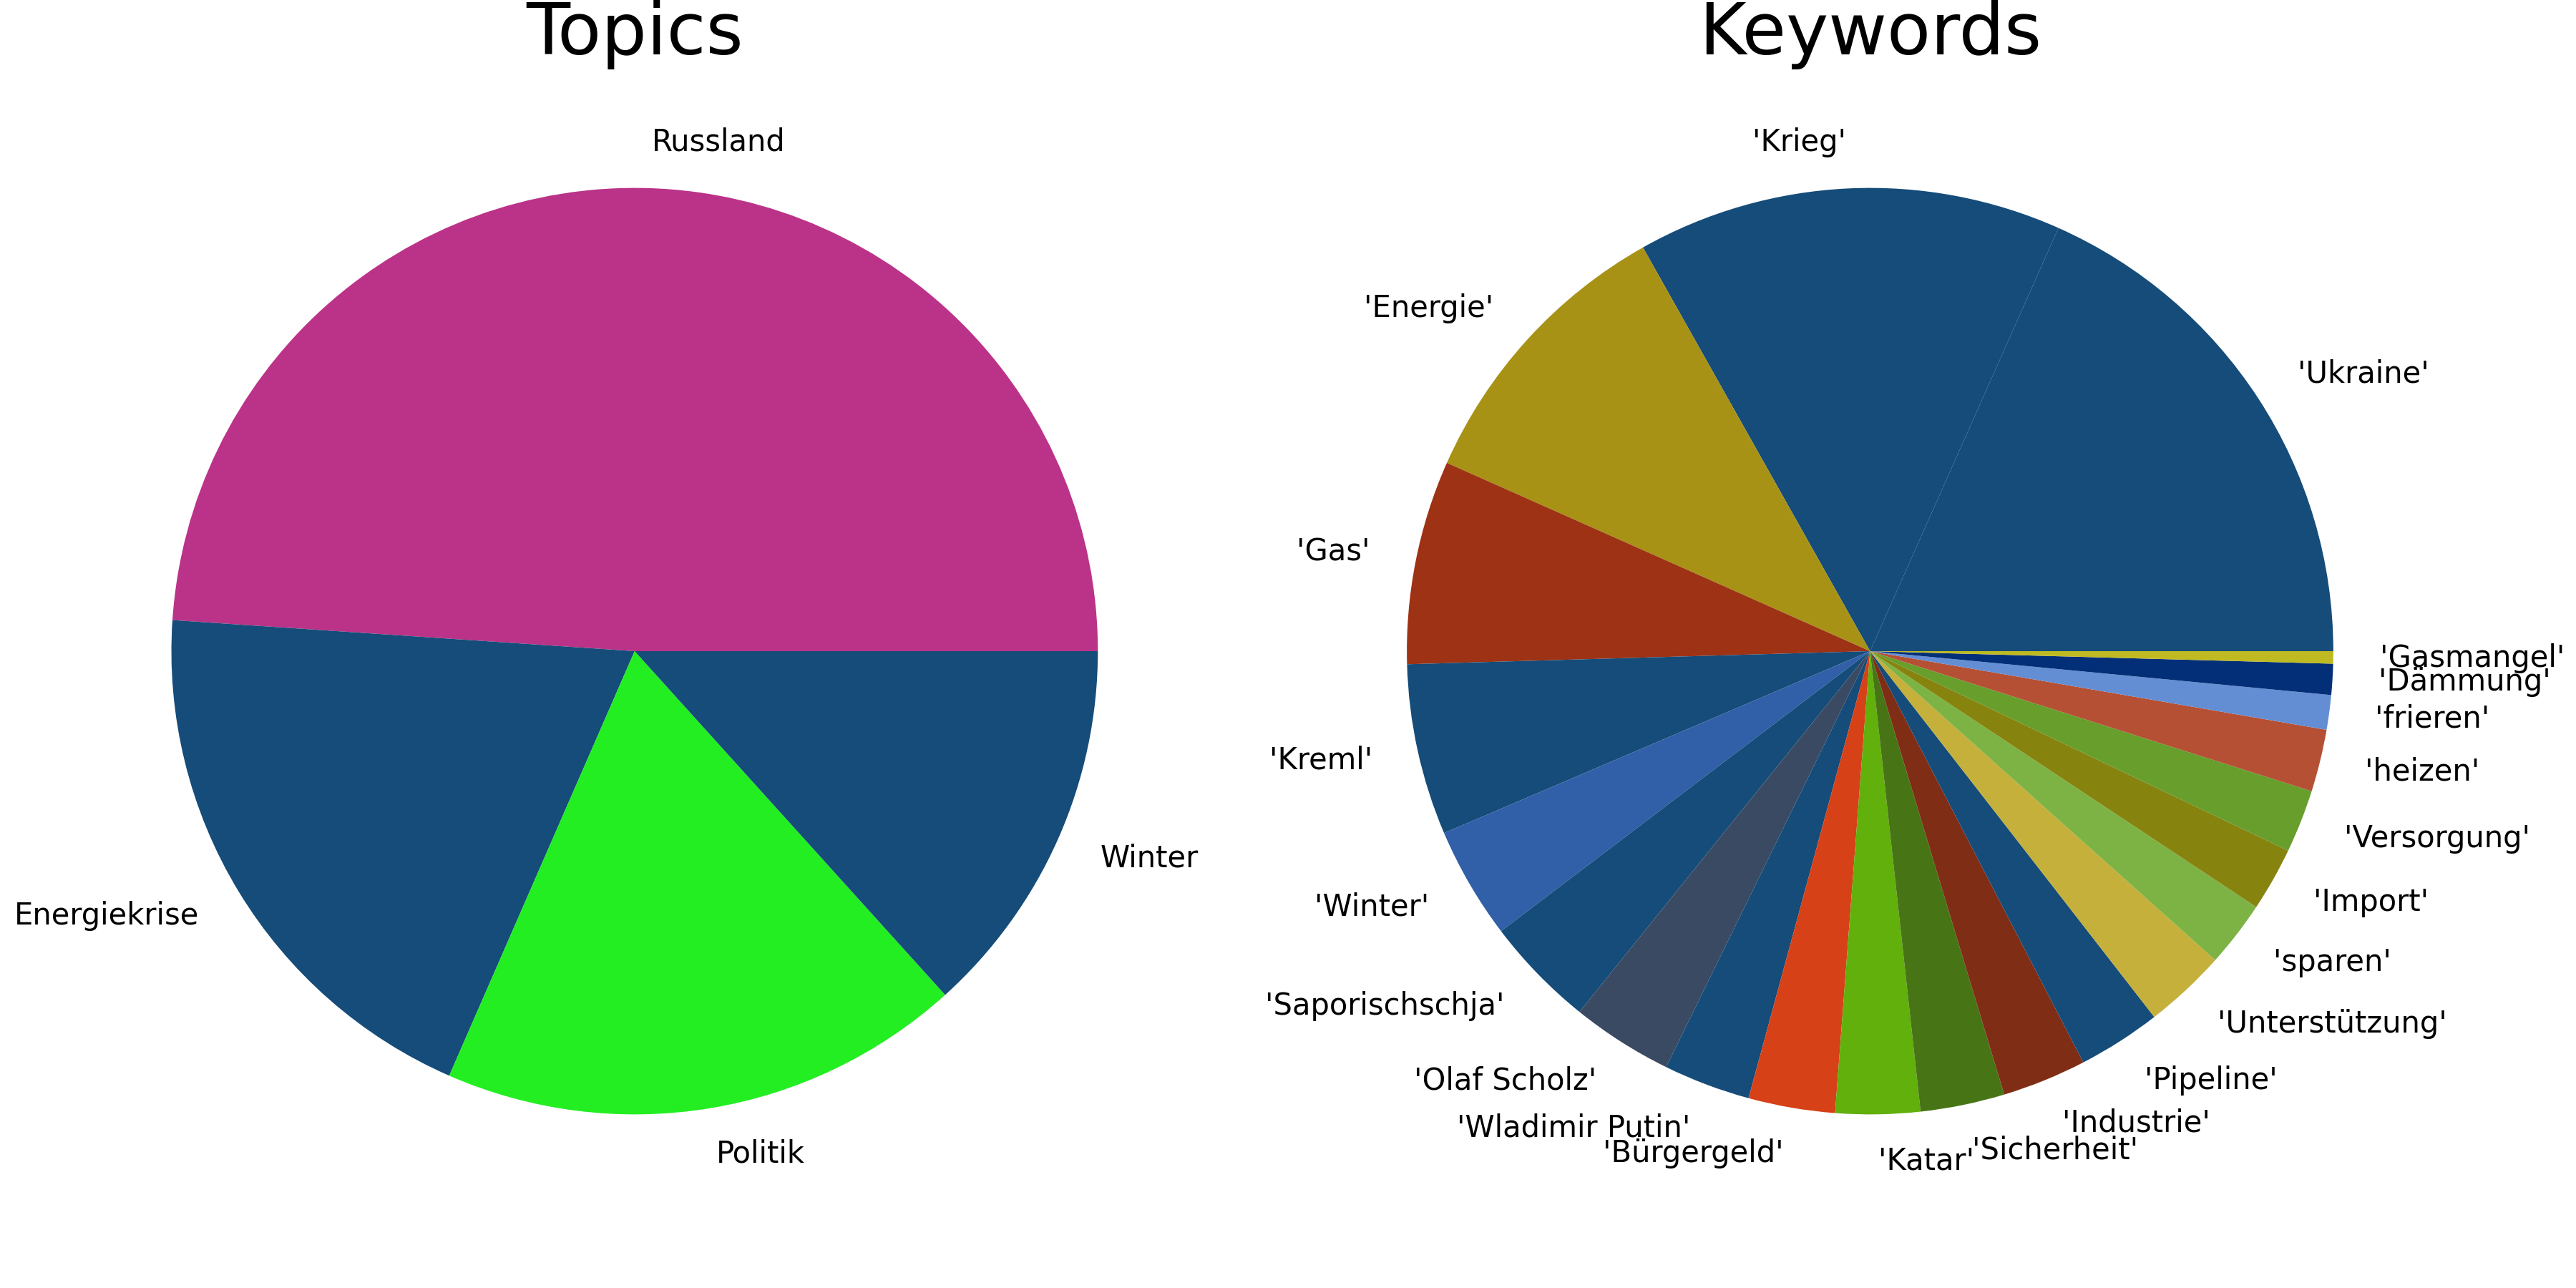 Topics
Russland
Energiekrise
Politik
Winter
Keywords
'Ukraine'
'Krieg'
'Energie'
'Gas'
'Kreml'
'Winter'
'Saporischschja'
'Olaf Scholz'
'Wladimir Putin'
'Bürgergeld'
'Katar'
'Sicherheit'
'Industrie'
'Pipeline'
'Unterstützung'
'sparen'
'Import'
'Versorgung'
'heizen'
'frieren'
'Dämmung'
'Gasmangel'